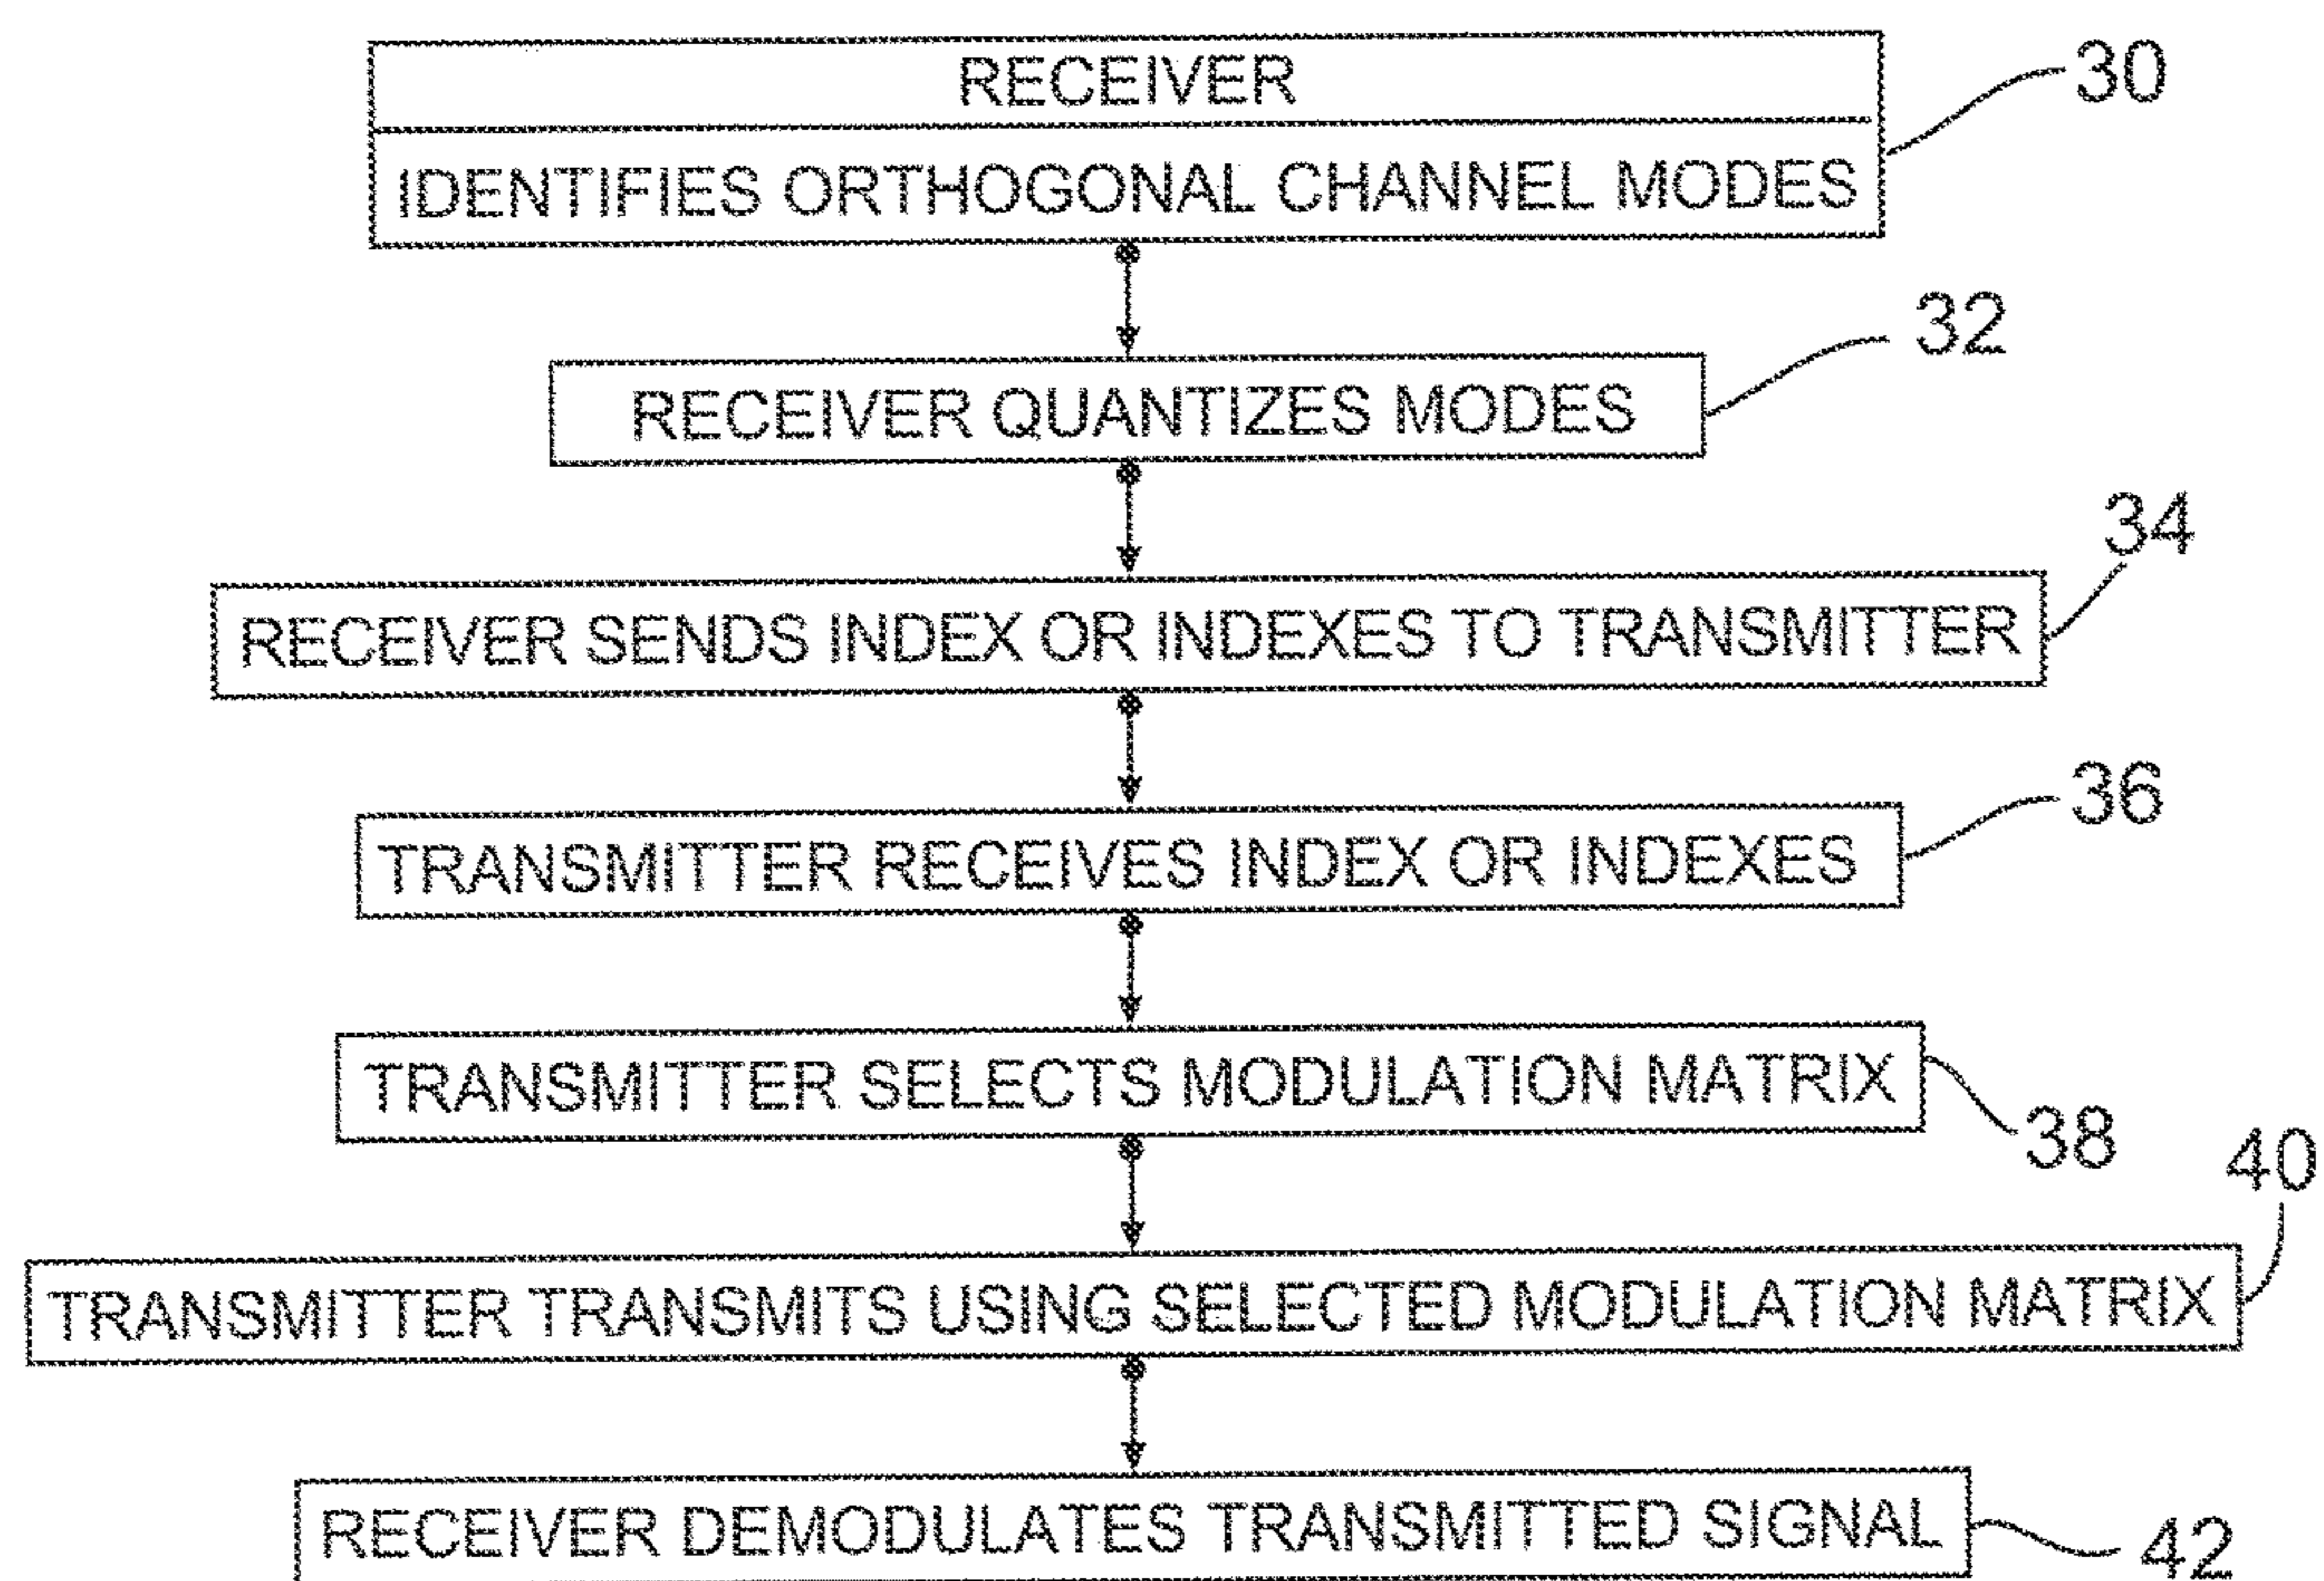 RECEIVER
30
IDENTIFIES ORTHOGONAL CHANNEL MODES
32
RECEIVER QUANTIZES MODES
34
RECEIVER SENDS INDEX OR INDEXES TO TRANSMITTER
36
TRANSMITTER RECEIVES INDEX OR INDEXES
TRANSMITTER SELECTS MODULATION MATRIX
38
40
TRANSMITTER TRANSMITS USING SELECTED MODULATION MATRIX
RECEIVER DEMODULATES TRANSMITTED SIGNAL
42